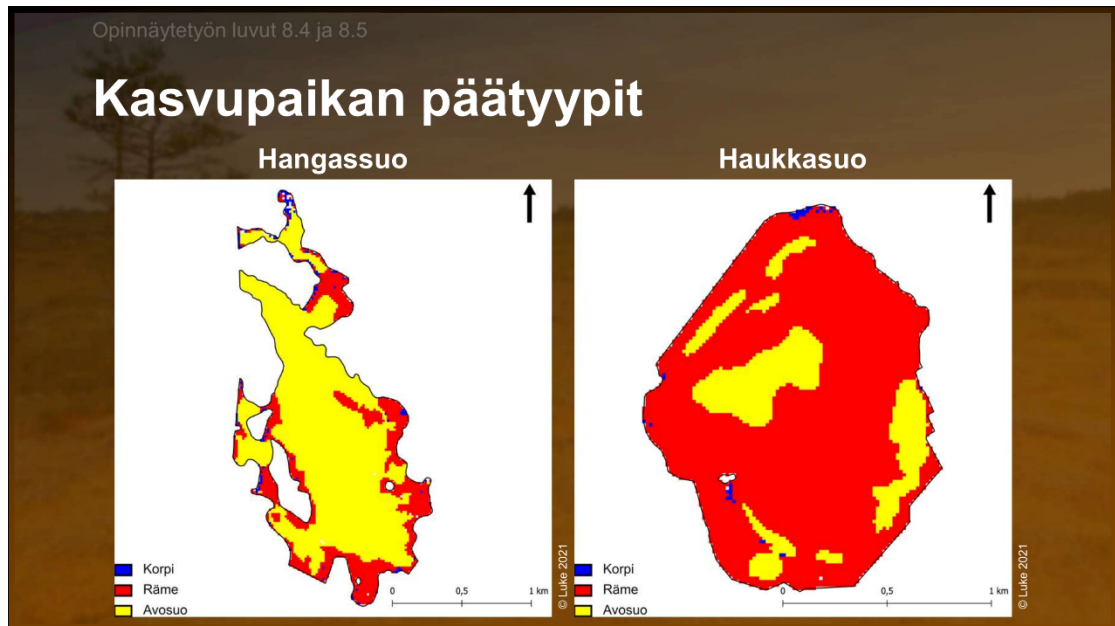 Opinnäytetyön luvut 8.4 ja 8.5
Kasvupaikan päätyypit
Hangassuo
Korpi
Räme
Avosuo
0 0,5 1 km
© Luke 2021
Haukkasuo
Korpi
Räme
Avosuo
0 0,5 1 km
© Luke 2021